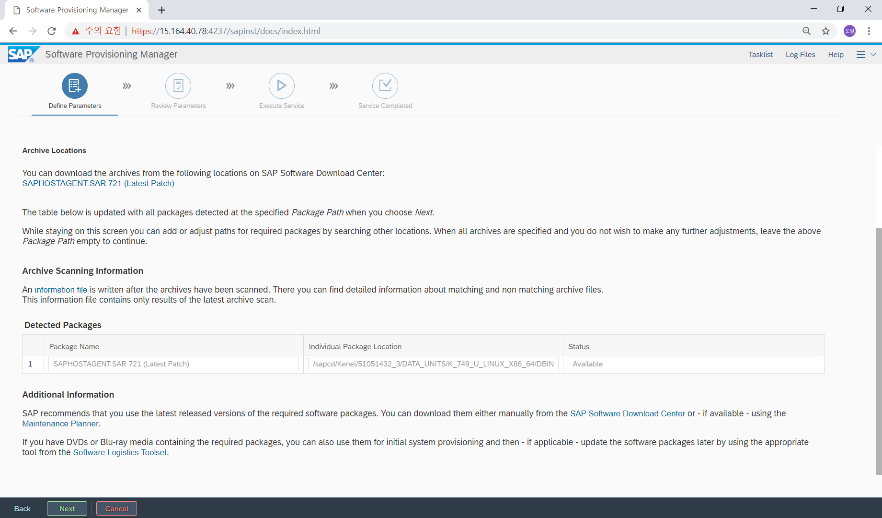 Software Provisioning Manager
수의 요함
https://15.164.40.78:4237/sapinst/docs/index.html
SAP Software Provisioning Manager
Tasklist Log Files Help
Define Parameters Review Parameters Execute Service Service Completed
Archive Locations
You can download the archives from the following locations on SAP Software Download Center:
SAPHOSTAGENT.SAR 721 (Latest Patch)
The table below is updated with all packages detected at the specified Package Path when you choose Next.
While staying on this screen you can add or adjust paths for required packages by searching other locations. When all archives are specified and you do not wish to make any further adjustments, leave the above
Package Path empty to continue.
Archive Scanning Information
An information file is written after the archives have been scanned. There you can find detailed information about matching and non matching archive files.
This information file contains only results of the latest archive scan.
Detected Packages
Package Name Individual Package Location Status
1 SAPHOSTAGENT.SAR 721 (Latest Patch) /sapcd/Kenel/51051432_3/DATA_UNITS/K_749_U_LINUX_X86_64/DBIN Available
Additional Information
SAP recommends that you use the latest released versions of the required software packages. You can download them either manually from the SAP Software Download Center or - if available - using the
Maintenance Planner.
If you have DVDs or Blu-ray media containing the required packages, you can also use them for initial system provisioning and then - if applicable - update the software packages later by using the appropriate
tool from the Software Logistics Toolset.
Back Next Cancel